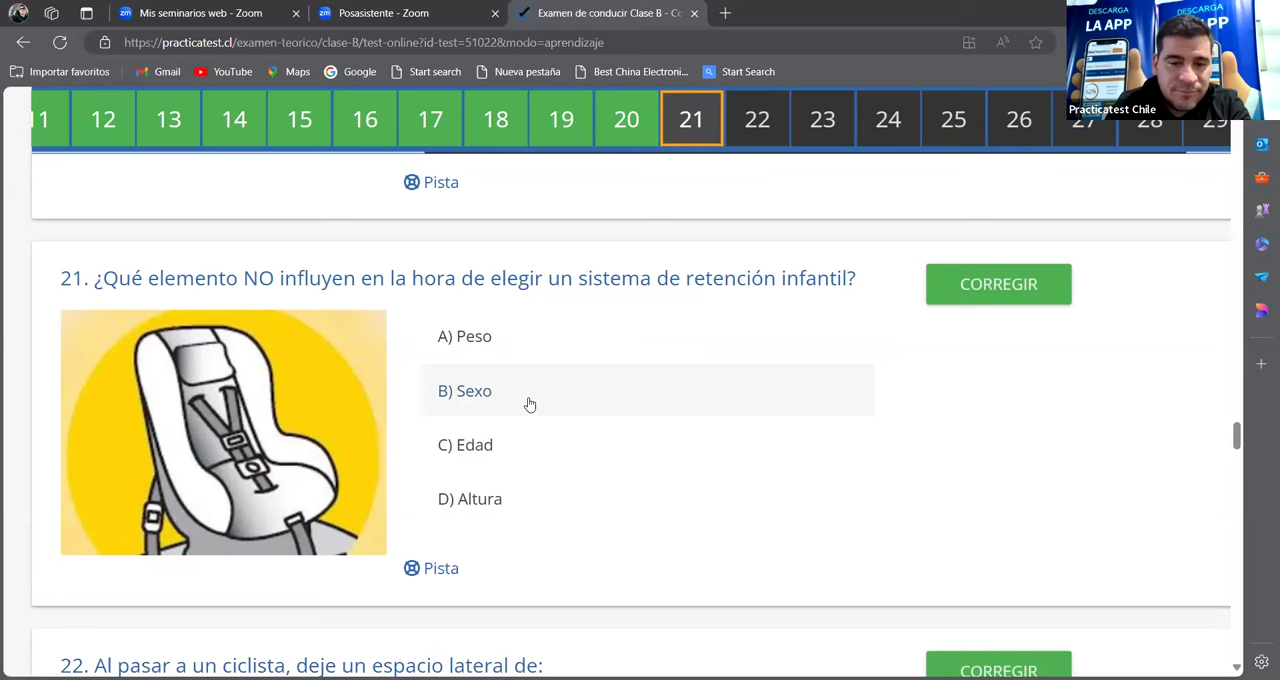 Mis seminarios web - Zoom
Posasistente - Zoom
Examen de conducir Clase B - Co
https://practicatest.cl/examen-teorico/clase-B/test-online?id-test=51022&modo=aprendizaje
Importar favoritos
Gmail
YouTube
Maps
Google
Start search
Nueva pestaña
Best China Electroni...
Start Search
DESCARGA
LA APP
DESCARGA
Practicatest Chile
11 12 13 14 15 16 17 18 19 20 21 22 23 24 25 26 27 28 29
Pista
21. ¿Qué elemento NO influyen en la hora de elegir un sistema de retención infantil?
CORREGIR
A) Peso
B) Sexo
C) Edad
D) Altura
Pista
22. Al pasar a un ciclista, deje un espacio lateral de:
CORREGIR